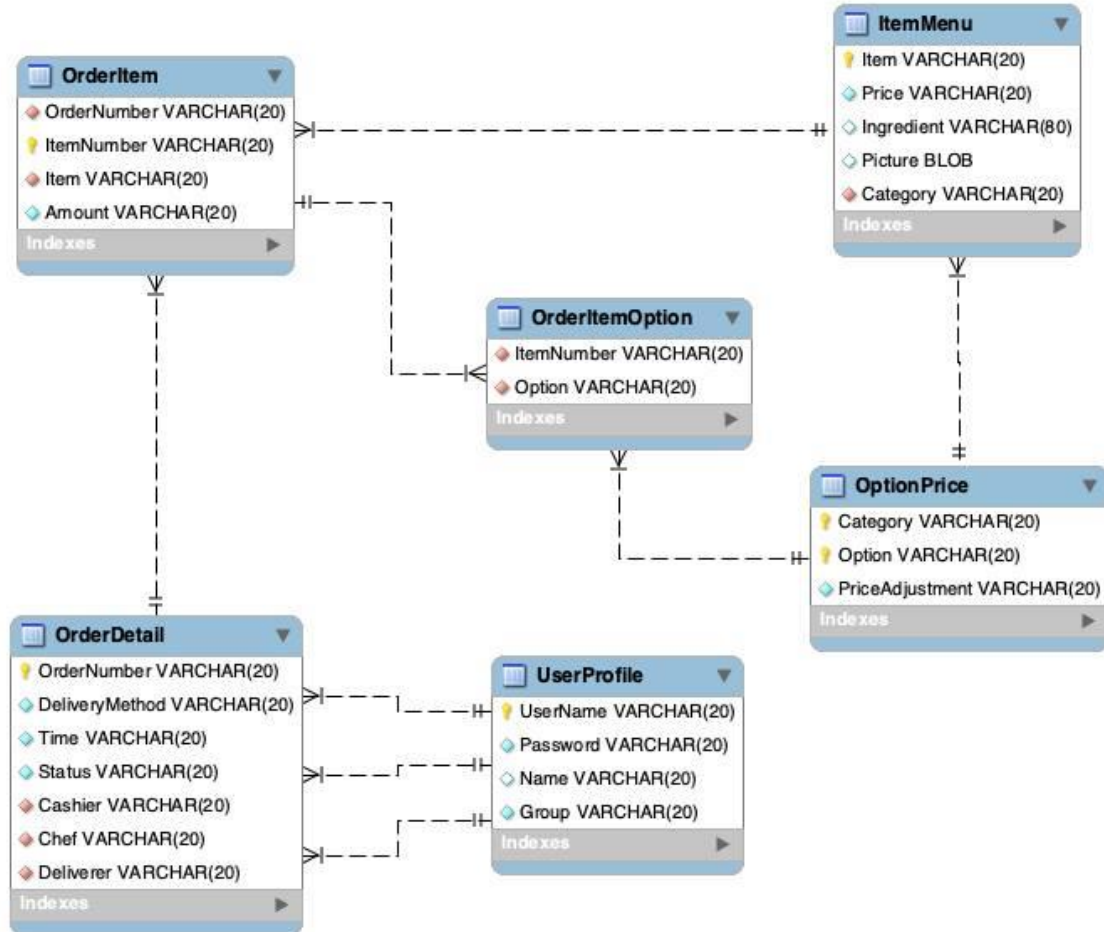 OrderItem
OrderNumber VARCHAR(20)
ItemNumber VARCHAR(20)
Item VARCHAR(20)
Amount VARCHAR(20)
Indexes
ItemMenu
Item VARCHAR(20)
Price VARCHAR(20)
Ingredient VARCHAR(80)
Picture BLOB
Category VARCHAR(20)
Indexes
OrderItemOption
ItemNumber VARCHAR(20)
Option VARCHAR(20)
Indexes
OptionPrice
Category VARCHAR(20)
Option VARCHAR(20)
PriceAdjustment VARCHAR(20)
Indexes
OrderDetail
OrderNumber VARCHAR(20)
DeliveryMethod VARCHAR(20)
Time VARCHAR(20)
Status VARCHAR(20)
Cashier VARCHAR(20)
Chef VARCHAR(20)
Deliverer VARCHAR(20)
Indexes
UserProfile
UserName VARCHAR(20)
Password VARCHAR(20)
Name VARCHAR(20)
Group VARCHAR(20)
Indexes